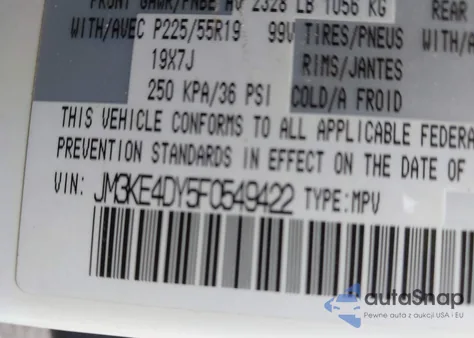 FRONT GAWR/PNBE AV 2328 LB 1056 KG REAR
WITH/AVEC P225/55R19 99V TIRES/PNEUS WITH/A
19X7J RIMS/JANTES
250 KPA/36 PSI COLD/A FROID
THIS VEHICLE CONFORMS TO ALL APPLICABLE FEDERA
PREVENTION STANDARDS IN EFFECT ON THE DATE OF
VIN: JM3KE4DY5F0549422 TYPE:MPV
autoSnap
Pewne auta z aukcji USA i EU